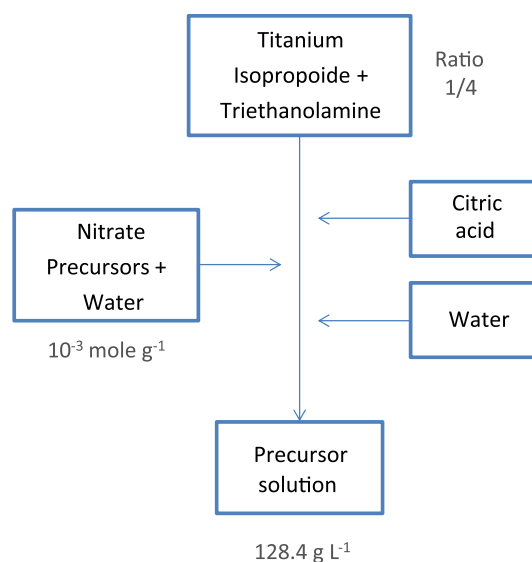 Titanium
Isopropoide +
Triethanolamine
Ratio
1/4
Citric
acid
Nitrate
Precursors +
Water
10⁻³ mole g⁻¹
Water
Precursor
solution
128.4 g L⁻¹